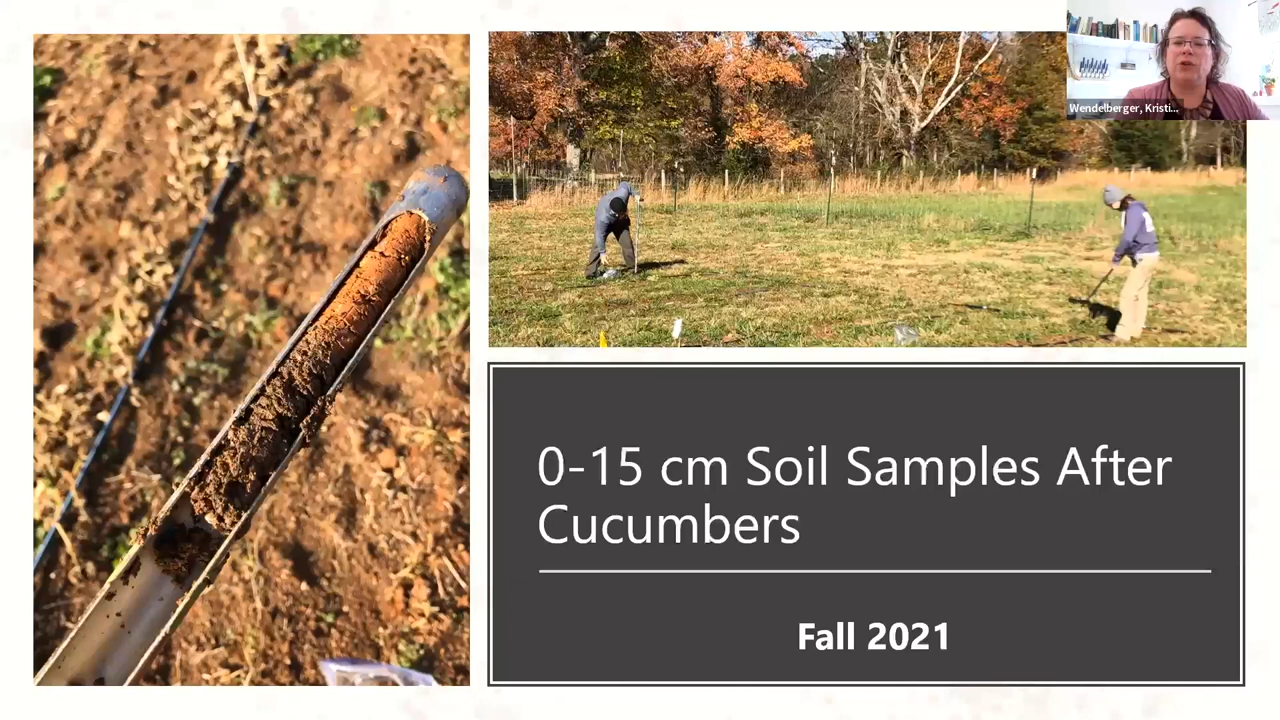 Wendelberger, Kristi...
0-15 cm Soil Samples After
Cucumbers
Fall 2021